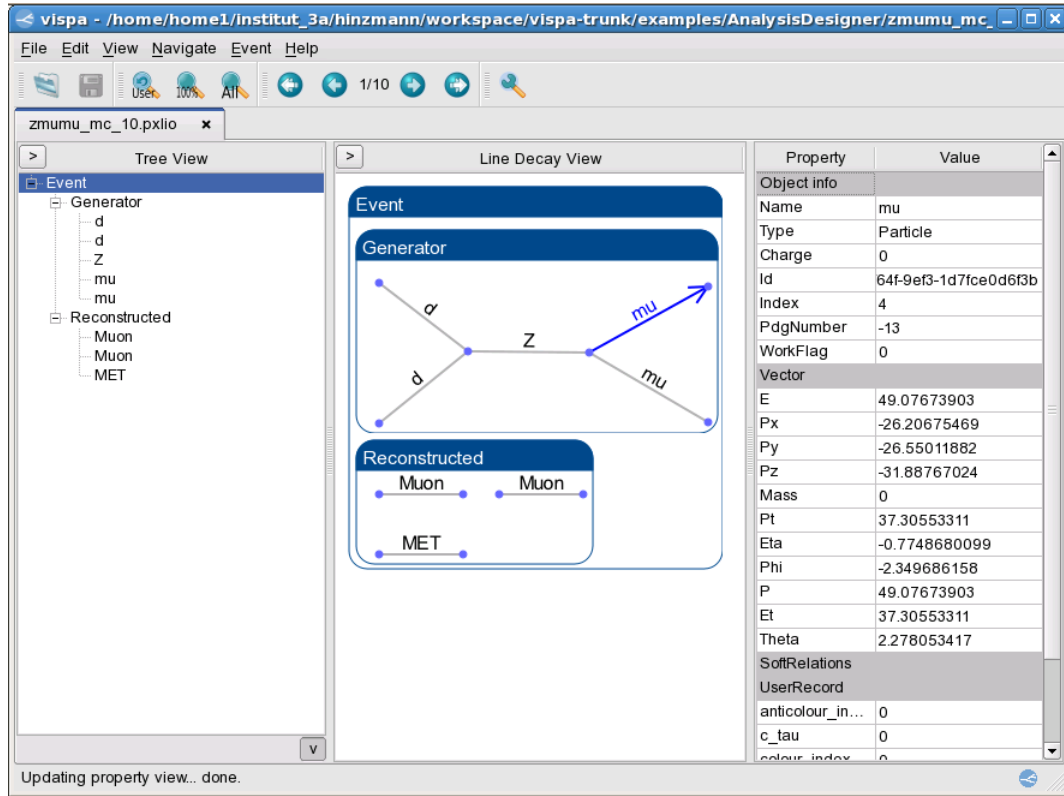 vispa - /home/home1/institut_3a/hinzmann/workspace/vispa-trunk/examples/AnalysisDesigner/zmumu_mc_
File Edit View Navigate Event Help
User 100% All 1/10
zmumu_mc_10.pxlio x
> Tree View
Event
Generator
d
d
Z
mu
mu
Reconstructed
Muon
Muon
MET
v
> Line Decay View
Event
Generator
d
mu
Z
d
mu
Reconstructed
Muon Muon
MET
Property Value
Object info
Name mu
Type Particle
Charge 0
Id 64f-9ef3-1d7fce0d6f3b
Index 4
PdgNumber -13
WorkFlag 0
Vector
E 49.07673903
Px -26.20675469
Py -26.55011882
Pz -31.88767024
Mass 0
Pt 37.30553311
Eta -0.7748680099
Phi -2.349686158
P 49.07673903
Et 37.30553311
Theta 2.278053417
SoftRelations
UserRecord
anticolour_in... 0
c_tau 0
colour_index 0
Updating property view... done.